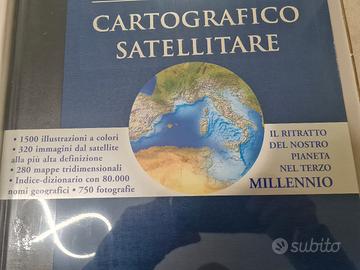 CARTOGRAFICO
SATELLITARE
• 1500 illustrazioni a colori
• 320 immagini dal satellite
alla più alta definizione
• 280 mappe tridimensionali
• Indice-dizionario con 80.000
nomi geografici • 750 fotografie
IL RITRATTO
DEL NOSTRO
PIANETA
NEL TERZO
MILLENNIO
subito